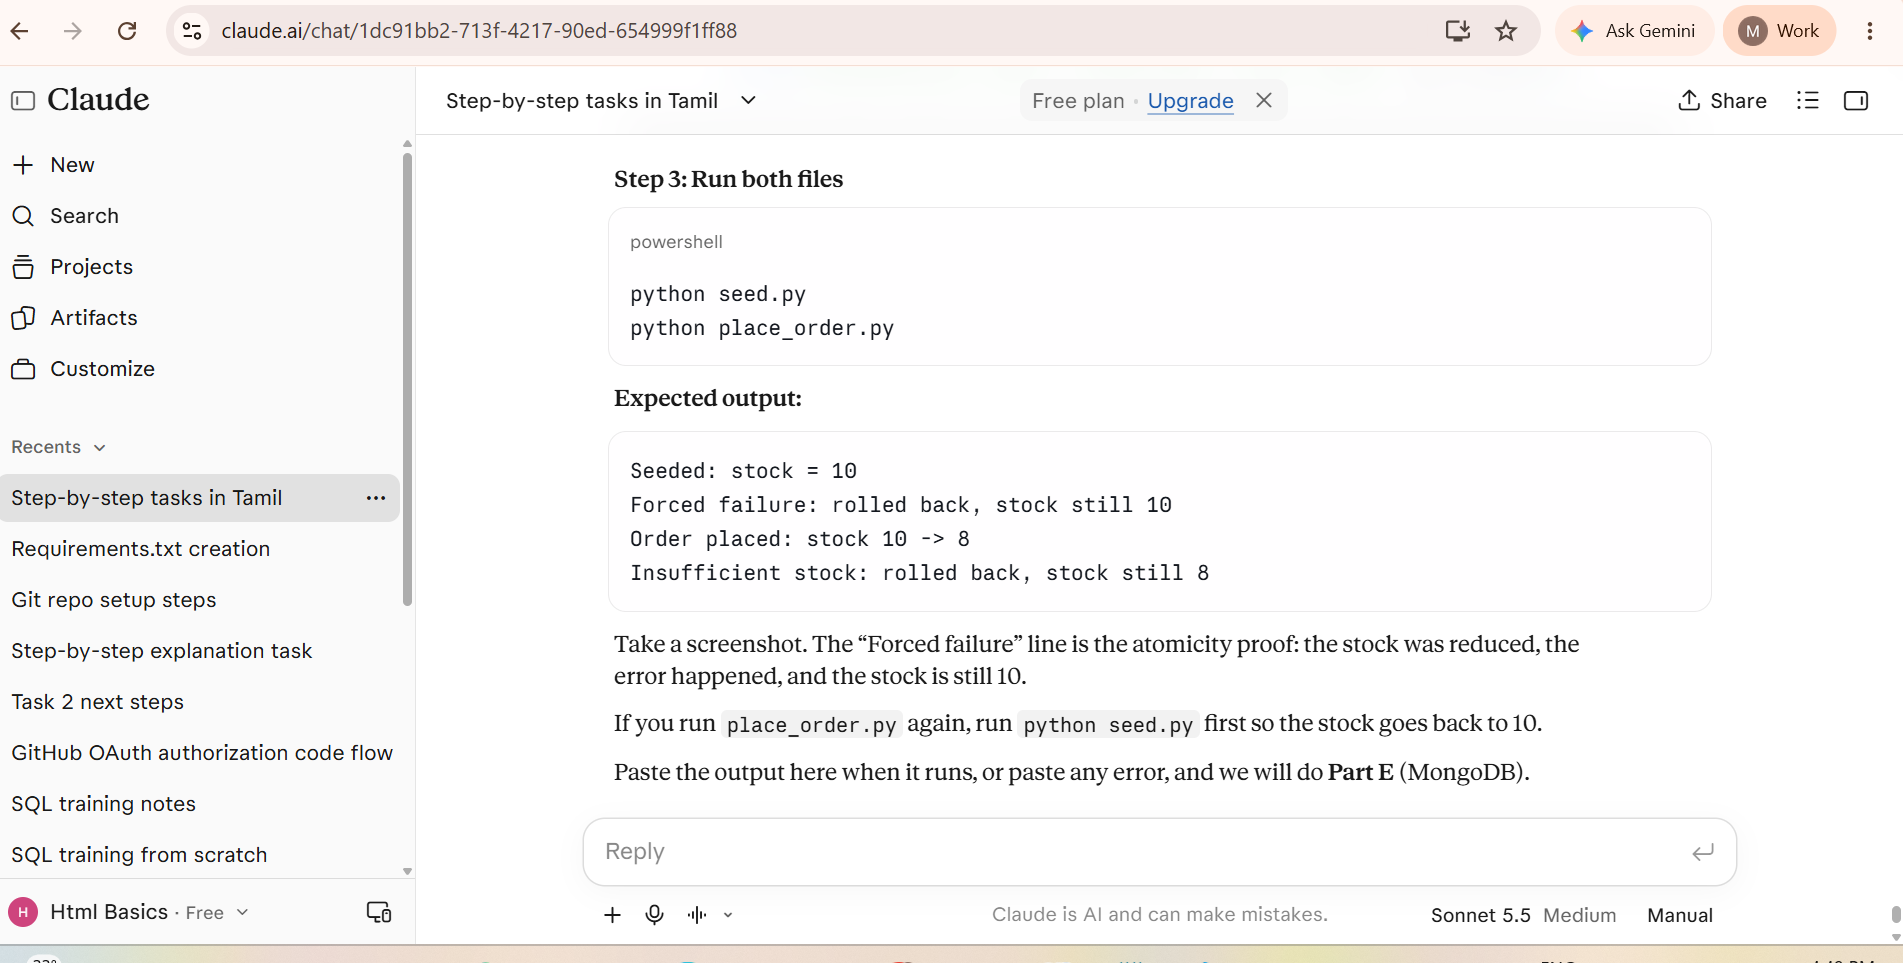 claude.ai/chat/1dc91bb2-713f-4217-90ed-654999f1ff88
Ask Gemini
M Work
Claude
Step-by-step tasks in Tamil
Free plan · Upgrade
Share
New
Search
Projects
Artifacts
Customize
Recents
Step-by-step tasks in Tamil
Requirements.txt creation
Git repo setup steps
Step-by-step explanation task
Task 2 next steps
GitHub OAuth authorization code flow
SQL training notes
SQL training from scratch
H Html Basics · Free
Step 3: Run both files
powershell
python seed.py
python place_order.py
Expected output:
Seeded: stock = 10
Forced failure: rolled back, stock still 10
Order placed: stock 10 -> 8
Insufficient stock: rolled back, stock still 8
Take a screenshot. The “Forced failure” line is the atomicity proof: the stock was reduced, the
error happened, and the stock is still 10.
If you run place_order.py again, run python seed.py first so the stock goes back to 10.
Paste the output here when it runs, or paste any error, and we will do Part E (MongoDB).
Reply
Claude is AI and can make mistakes.
Sonnet 5.5 Medium
Manual